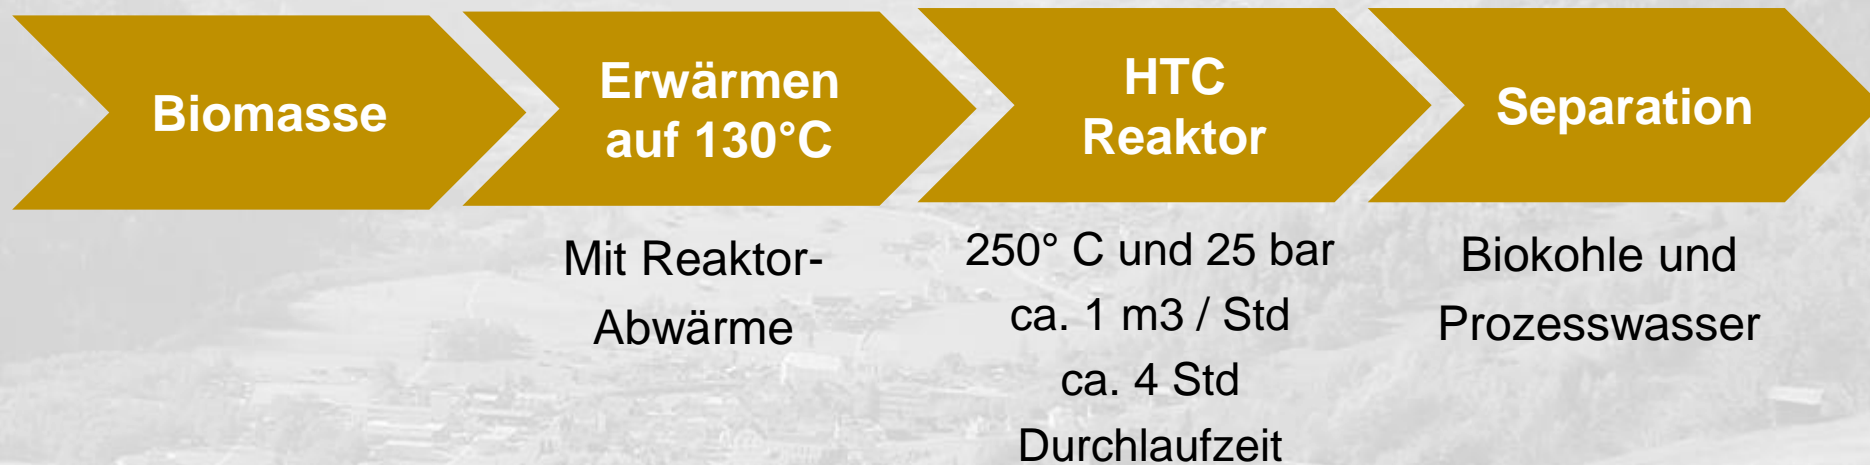 Biomasse
Erwärmen
auf 130°C
HTC
Reaktor
Separation
Mit Reaktor-
Abwärme
250° C und 25 bar
ca. 1 m3 / Std
ca. 4 Std
Durchlaufzeit
Biokohle und
Prozesswasser